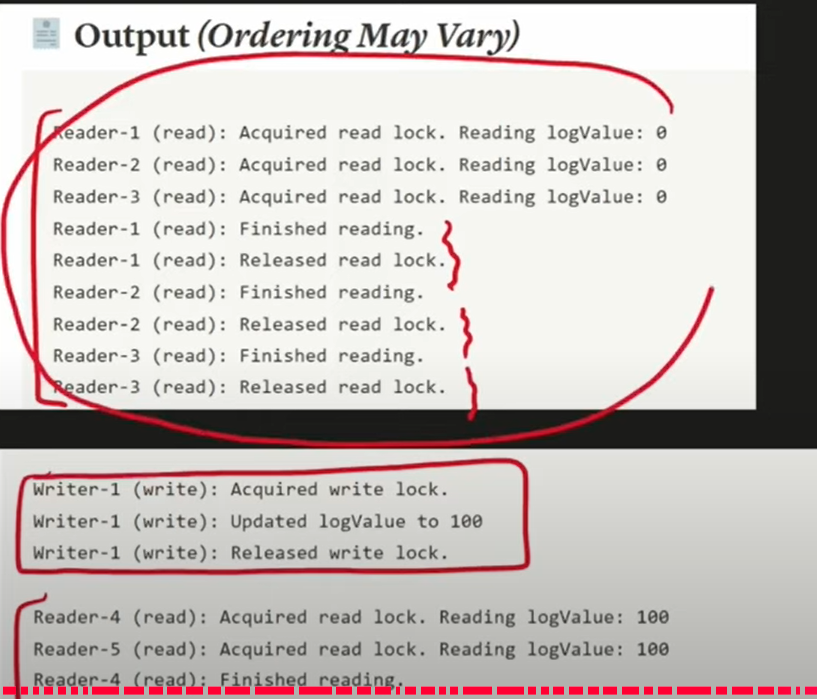 Output (Ordering May Vary)
Reader-1 (read): Acquired read lock. Reading logValue: 0
Reader-2 (read): Acquired read lock. Reading logValue: 0
Reader-3 (read): Acquired read lock. Reading logValue: 0
Reader-1 (read): Finished reading.
Reader-1 (read): Released read lock.
Reader-2 (read): Finished reading.
Reader-2 (read): Released read lock.
Reader-3 (read): Finished reading.
Reader-3 (read): Released read lock.
Writer-1 (write): Acquired write lock.
Writer-1 (write): Updated logValue to 100
Writer-1 (write): Released write lock.
Reader-4 (read): Acquired read lock. Reading logValue: 100
Reader-5 (read): Acquired read lock. Reading logValue: 100
Reader-4 (read): Finished reading.